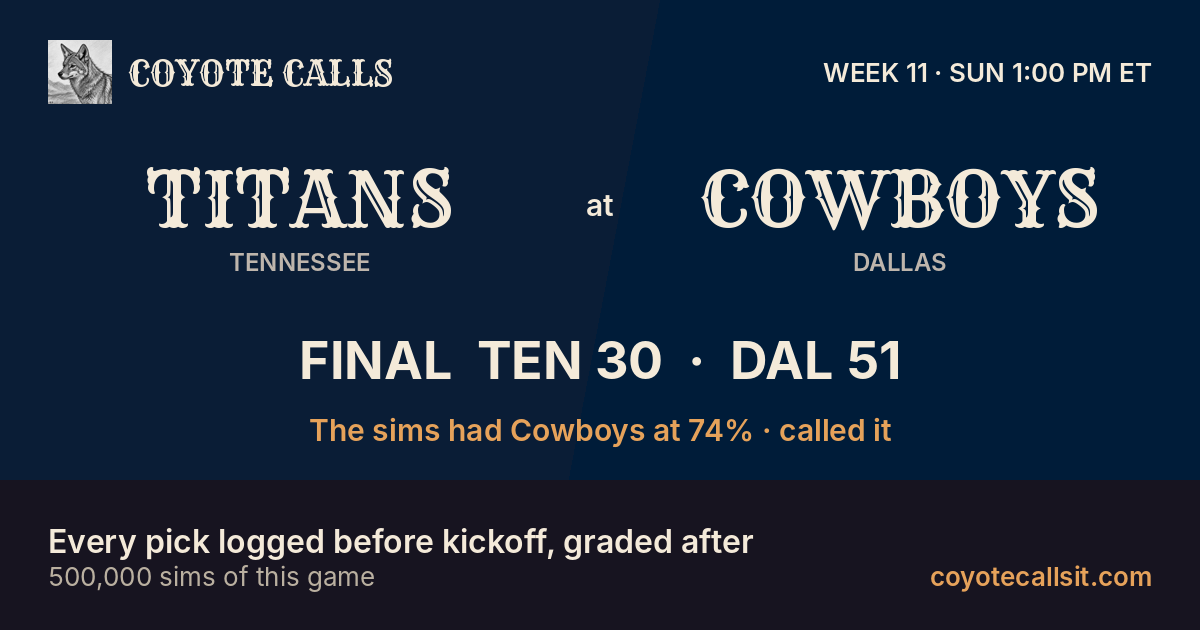 COYOTE CALLS
WEEK 11 · SUN 1:00 PM ET
TITANS at COWBOYS
TENNESSEE DALLAS
FINAL TEN 30 · DAL 51
The sims had Cowboys at 74% · called it
Every pick logged before kickoff, graded after
500,000 sims of this game
coyotecallsit.com